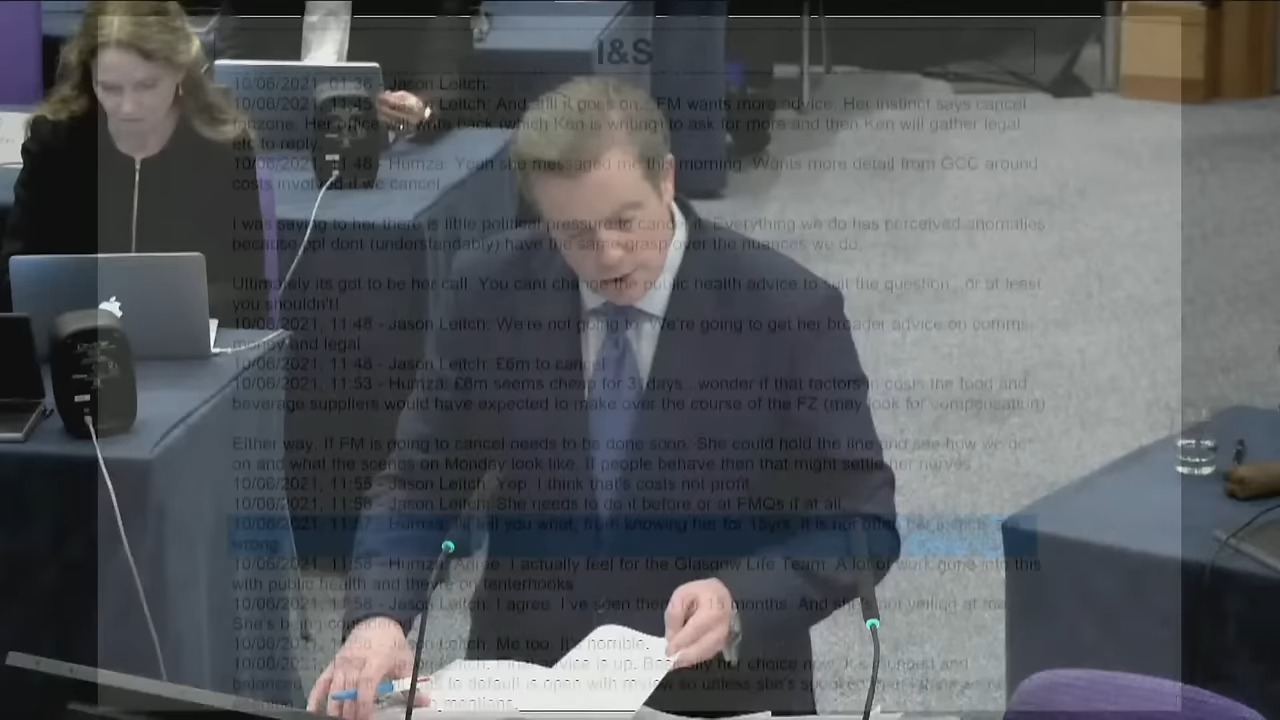 I&S
10/06/2021, 01:36 - Jason Leitch:
10/06/2021, 11:45 - Leitch: And still it goes on. FM wants more advice. Her instinct says cancel
fanzone. Her office will write back (which Ken is writing) to ask for more and then Ken will gather legal
etc to reply.
10/06/2021, 11:48 - Humza: Yeah she messaged me this morning. Wants more detail from GCC around
costs involved if we cancel
I was saying to her there is little political pressure to cancel it. Everything we do has perceived anomalies
because ppl dont (understandably) have the same grasp over the nuances we do.
Ultimately its got to be her call. You cant change the public health advice to suit the question...or at least
you shouldn't!
10/06/2021, 11:48 - Jason Leitch: We're not going to. We're going to get her broader advice on comms,
money and legal
10/06/2021, 11:48 - Jason Leitch: £6m to cancel
10/06/2021, 11:53 - Humza: £6m seems cheap for 31 days...wonder if that factors in costs the food and
beverage suppliers would have expected to make over the course of the FZ (may look for compensation)
Either way. If FM is going to cancel needs to be done soon. She could hold the line and see how we do
on and what the scenes on Monday look like. If people behave then that might settle her nerves
10/06/2021, 11:55 - Jason Leitch: Yep. I think that's costs not profit.
10/06/2021, 11:56 - Jason Leitch: She needs to do it before or at FMQs if at all.
10/06/2021, 11:57 - Humza: I'll tell you what, from knowing her for 15yrs, it is not often her instinct is
wrong
10/06/2021, 11:58 - Humza: I actually feel for the Glasgow Life Team. A lot of work gone into this
with public health and they're on tenterhooks
10/06/2021, 11:58 - Jason Leitch: I agree. I've seen them for 15 months. And she's not yelling at me.
She's being
10/06/2021, Leitch: Me too. It's horrible.
10/06/2021, Leitch: Final advice is up. Basically her choice now. It's honest and
balanced. to default is open with review so unless she's
mentions.